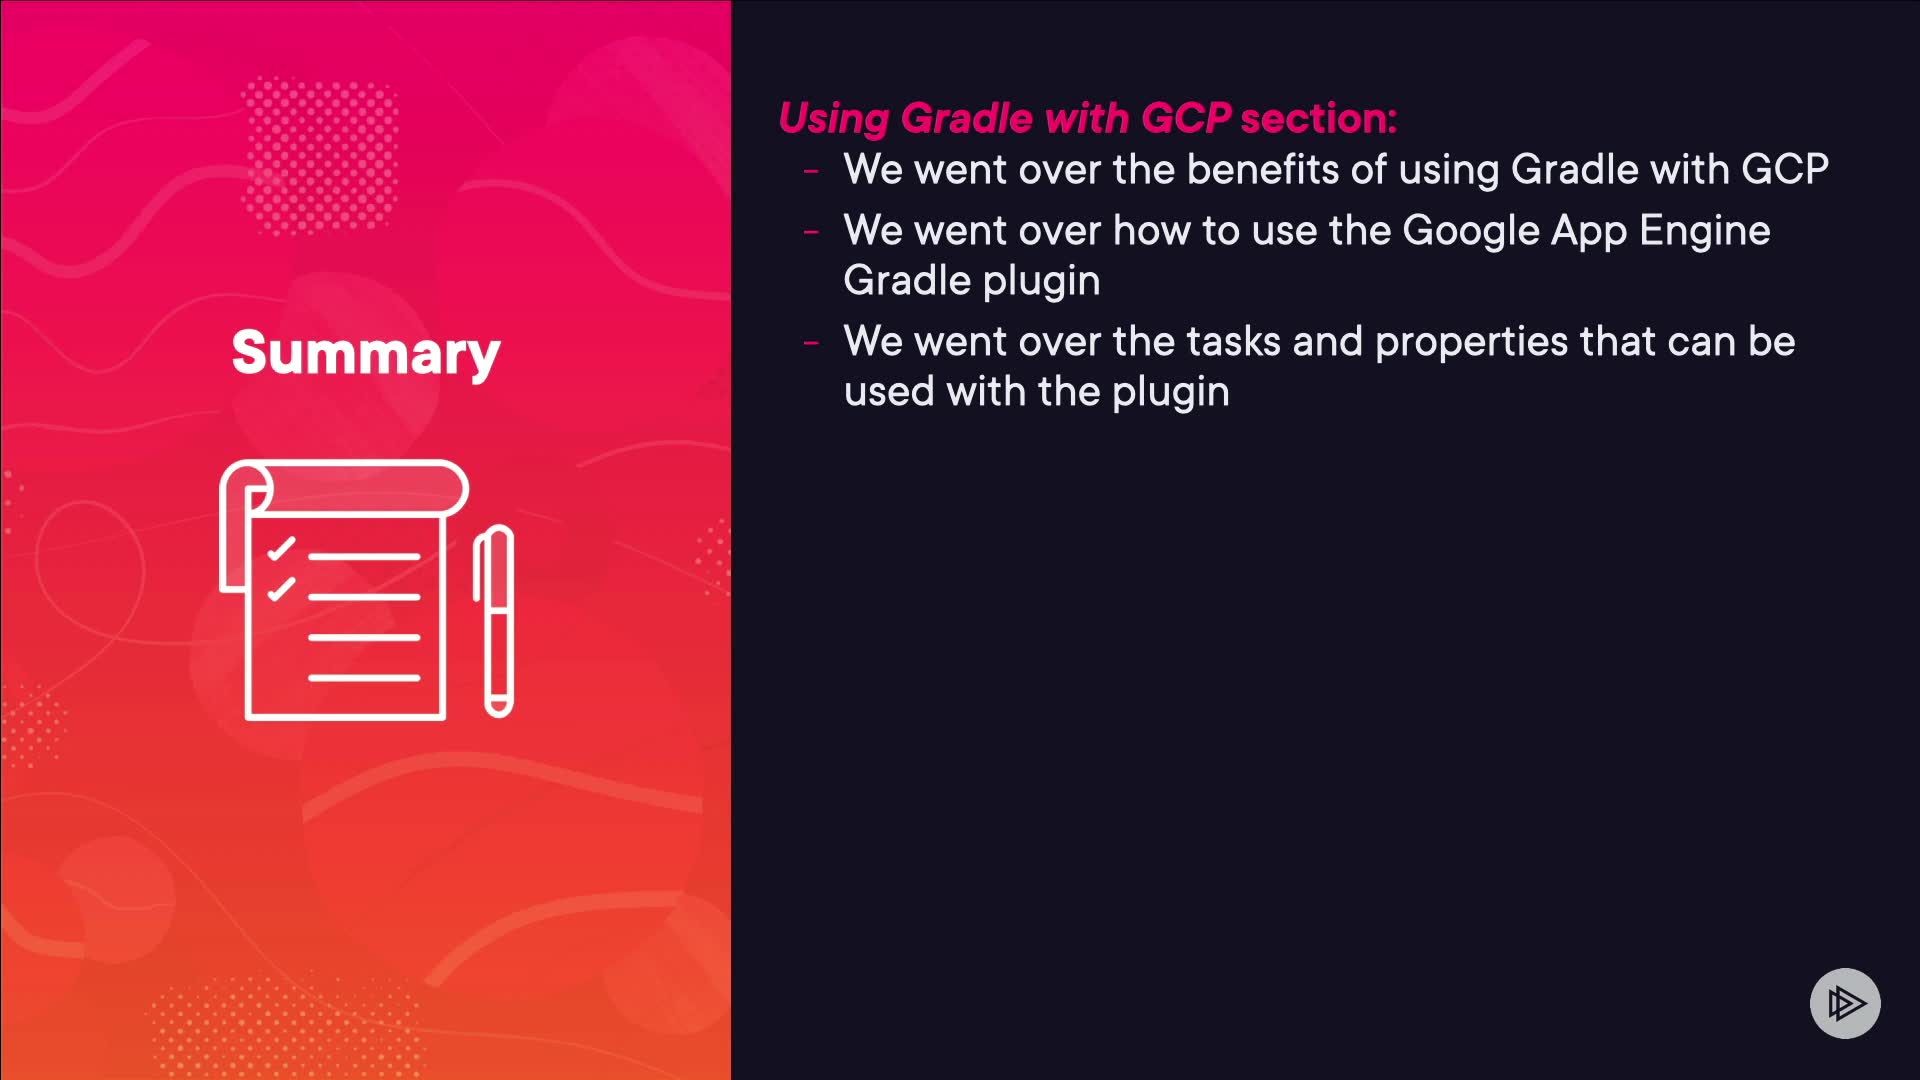 Summary
Using Gradle with GCP section:
- We went over the benefits of using Gradle with GCP
- We went over how to use the Google App Engine
Gradle plugin
- We went over the tasks and properties that can be
used with the plugin